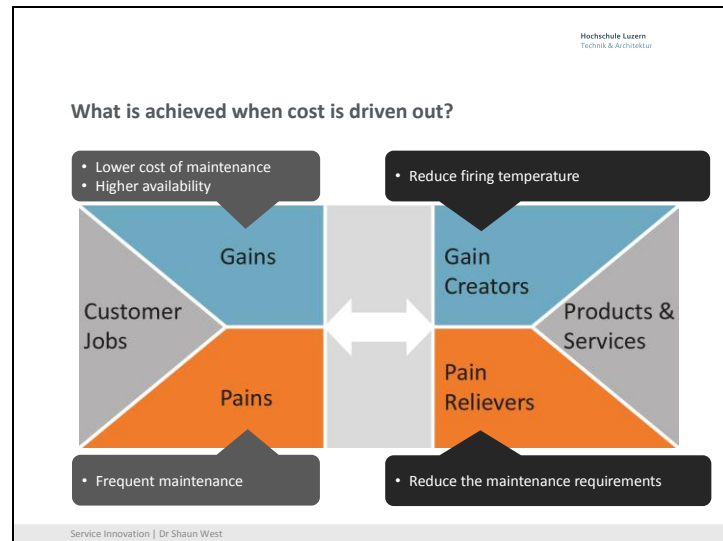 Hochschule Luzern
Technik & Architektur
What is achieved when cost is driven out?
• Lower cost of maintenance
• Higher availability
• Reduce firing temperature
Gains
Gain
Creators
Customer
Jobs
Products &
Services
Pains
Pain
Relievers
• Frequent maintenance
• Reduce the maintenance requirements
Service Innovation | Dr Shaun West